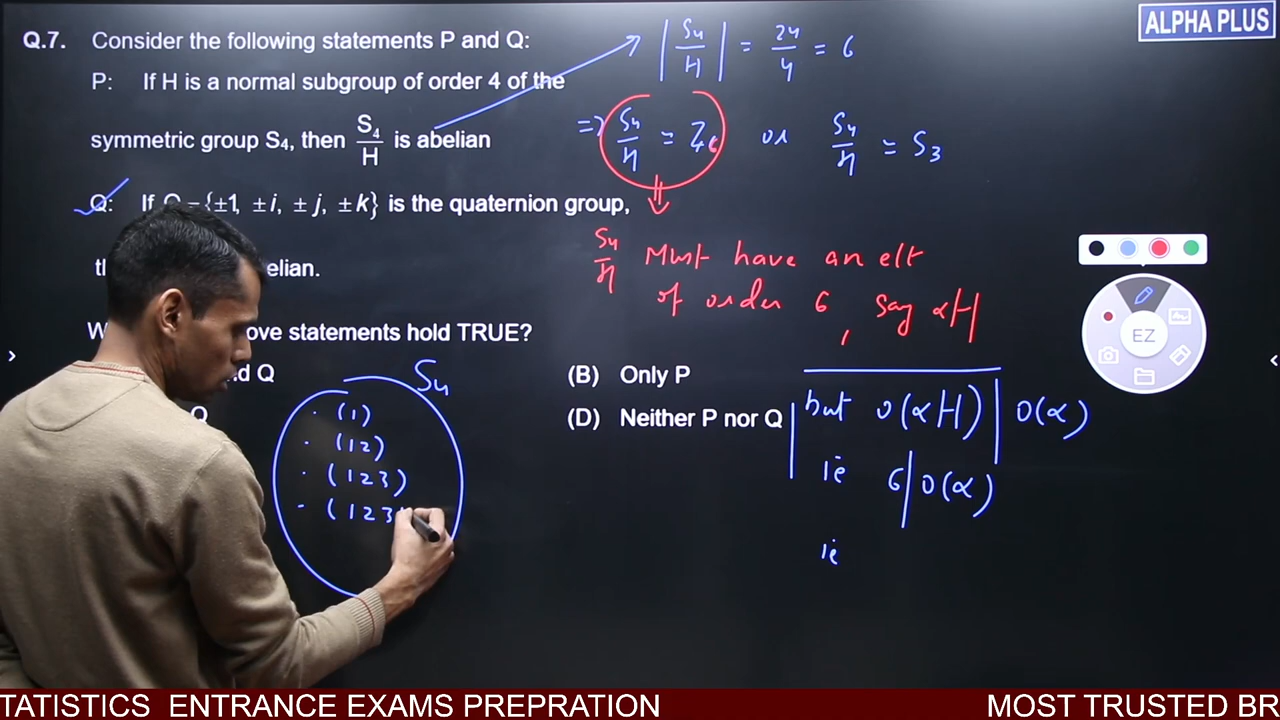 ALPHA PLUS
Q.7. Consider the following statements P and Q:
P: If H is a normal subgroup of order 4 of the
symmetric group S₄, then S₄/H is abelian
Q: If = {±1, ±i, ±j, ±k} is the quaternion group,
elian.
ove statements hold TRUE?
d Q
(B) Only P
Q
(D) Neither P nor Q
|S₄/H| = 24/4 = 6
=> S₄/H = Z₆ or S₄/H = S₃
S₄/H Must have an elt
of order 6, say αH
but O(αH) | O(α)
ie 6 | O(α)
ie
S₄
(1)
(12)
(123)
(123
EZ
TATISTICS ENTRANCE EXAMS PREPRATION
MOST TRUSTED BR